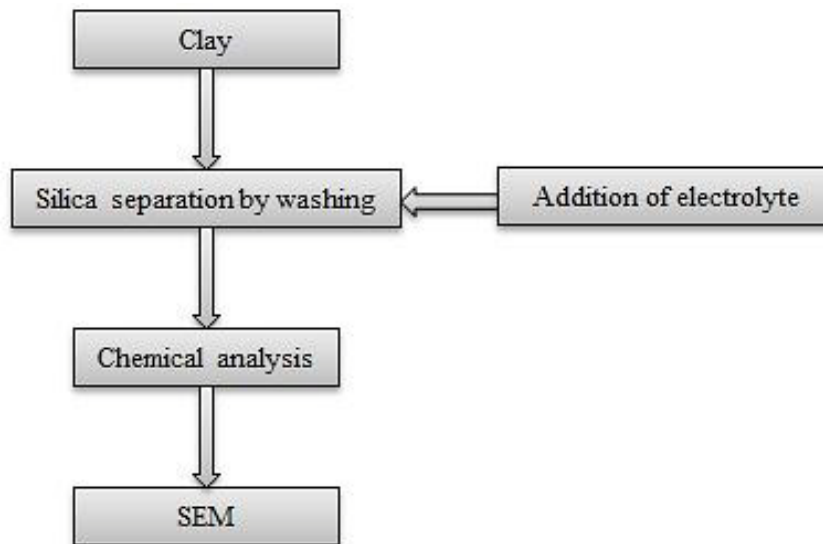 Clay
Silica separation by washing
Addition of electrolyte
Chemical analysis
SEM